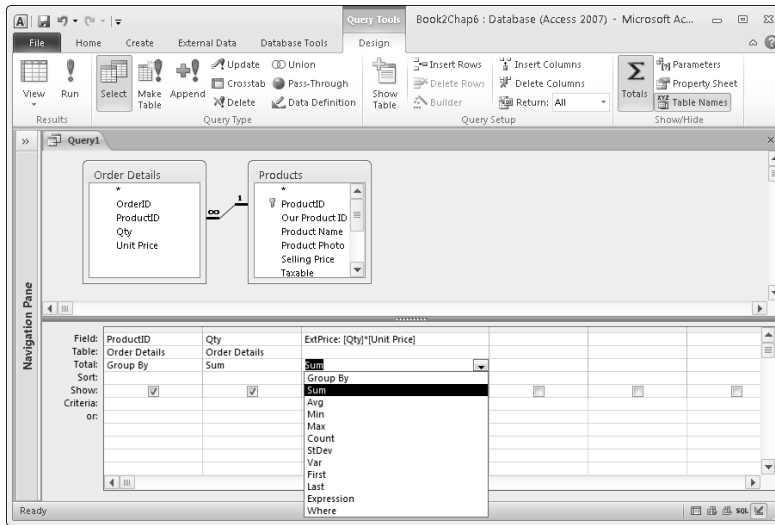 Query Tools
Book2Chap6 : Database (Access 2007) - Microsoft Ac...
File Home Create External Data Database Tools Design
View
Run
Results
Select
Make Table
Append
Update
Crosstab
Delete
Union
Pass-Through
Data Definition
Query Type
Show Table
Insert Rows
Delete Rows
Builder
Insert Columns
Delete Columns
Return: All
Query Setup
Σ
Totals
Parameters
Property Sheet
XYZ Table Names
Show/Hide
»
Query1
Navigation Pane
Order Details
*
OrderID
ProductID
Qty
Unit Price
∞ 1
Products
*
ProductID
Our Product ID
Product Name
Product Photo
Selling Price
Taxable
Field: ProductID Qty ExtPrice: [Qty]*[Unit Price]
Table: Order Details Order Details
Total: Group By Sum Sum
Sort:
Show:
Criteria:
or:
Group By
Sum
Avg
Min
Max
Count
StDev
Var
First
Last
Expression
Where
Ready
SQL